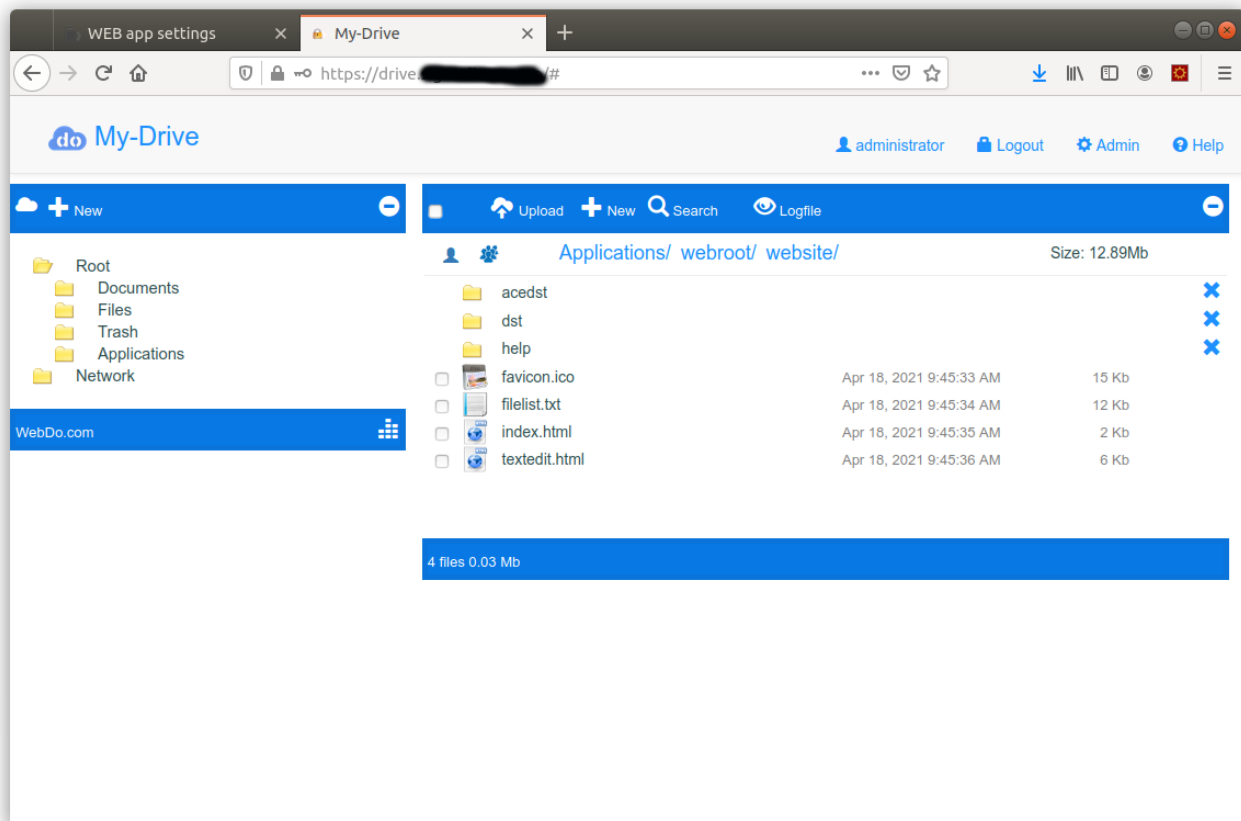 WEB app settings My-Drive
https://drive. /#
do My-Drive
administrator Logout Admin Help
New
Upload New Search Logfile
Applications/ webroot/ website/ Size: 12.89Mb
Root
Documents
Files
Trash
Applications
Network
WebDo.com
acedst
dst
help
favicon.ico Apr 18, 2021 9:45:33 AM 15 Kb
filelist.txt Apr 18, 2021 9:45:34 AM 12 Kb
index.html Apr 18, 2021 9:45:35 AM 2 Kb
textedit.html Apr 18, 2021 9:45:36 AM 6 Kb
4 files 0.03 Mb